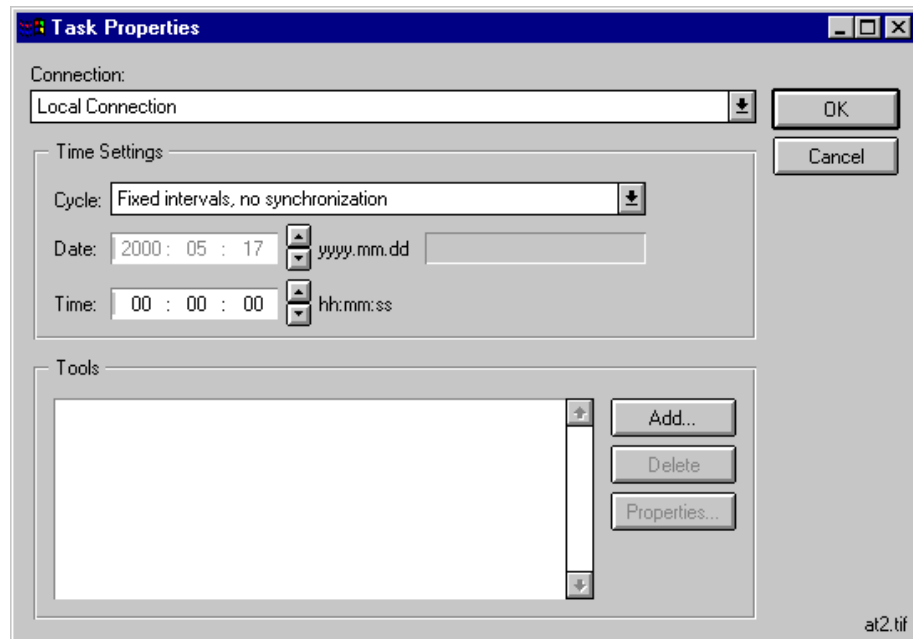 Task Properties
Connection:
Local Connection
OK
Cancel
Time Settings
Cycle: Fixed intervals, no synchronization
Date: 2000 : 05 : 17 yyyy.mm.dd
Time: 00 : 00 : 00 hh:mm:ss
Tools
Add...
Delete
Properties...
at2.tif